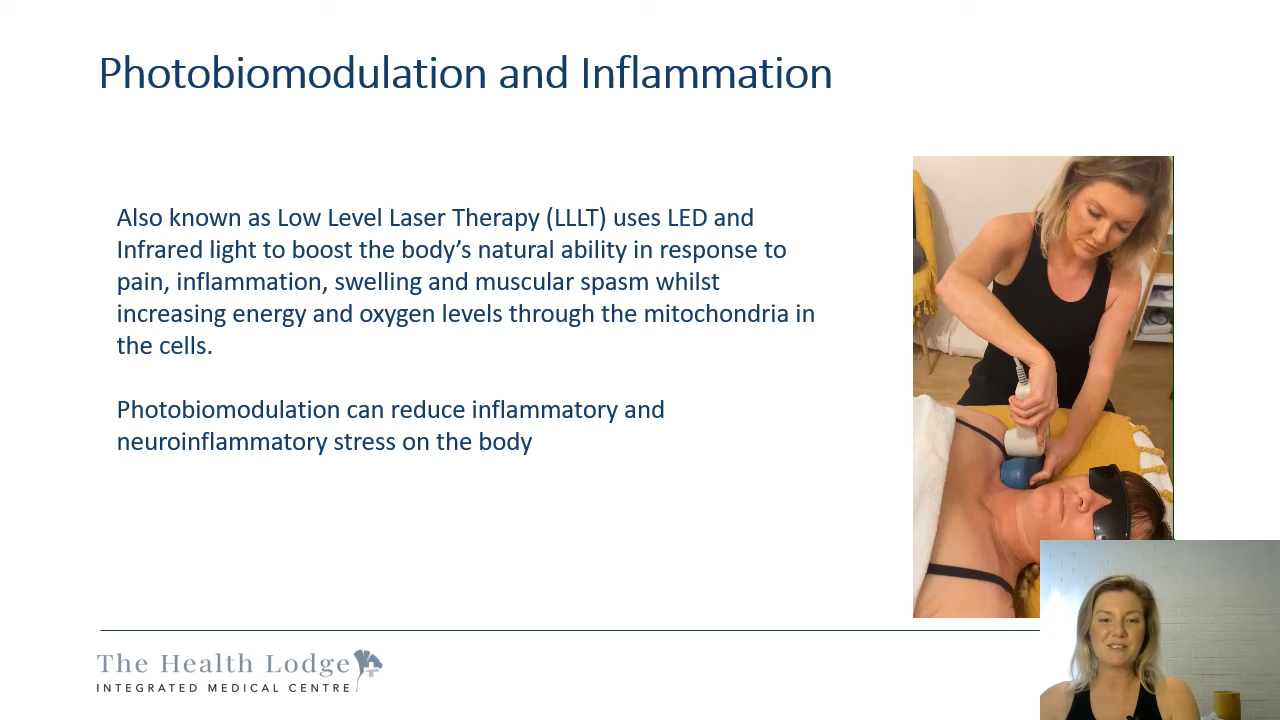 Photobiomodulation and Inflammation
Also known as Low Level Laser Therapy (LLLT) uses LED and
Infrared light to boost the body’s natural ability in response to
pain, inflammation, swelling and muscular spasm whilst
increasing energy and oxygen levels through the mitochondria in
the cells.
Photobiomodulation can reduce inflammatory and
neuroinflammatory stress on the body
The Health Lodge
INTEGRATED MEDICAL CENTRE